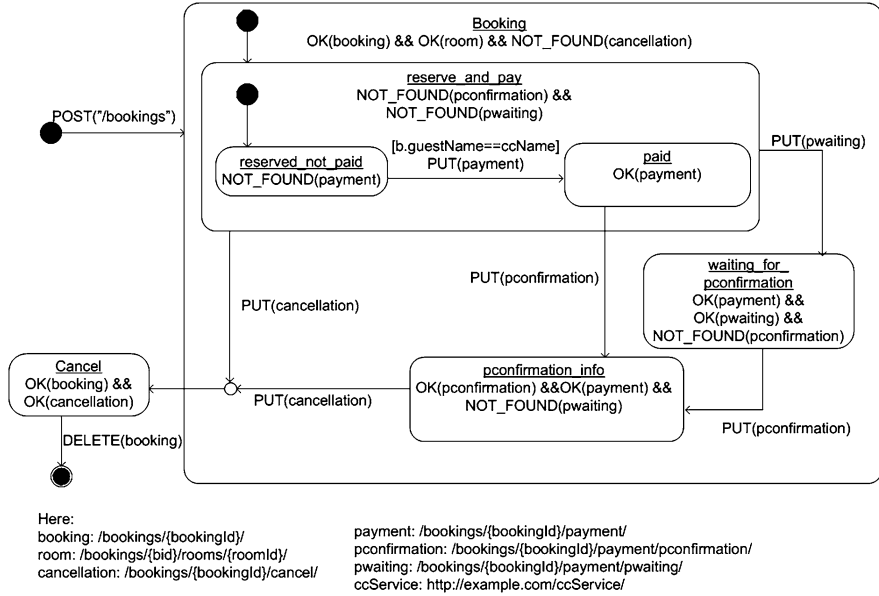 Booking
OK(booking) && OK(room) && NOT_FOUND(cancellation)
reserve_and_pay
NOT_FOUND(pconfirmation) &&
NOT_FOUND(pwaiting)
POST("/bookings")
[b.guestName==ccName]
PUT(payment)
PUT(pwaiting)
reserved_not_paid
NOT_FOUND(payment)
paid
OK(payment)
PUT(cancellation)
PUT(pconfirmation)
waiting_for_
pconfirmation
OK(payment) &&
OK(pwaiting) &&
NOT_FOUND(pconfirmation)
Cancel
OK(booking) &&
OK(cancellation)
PUT(cancellation)
pconfirmation_info
OK(pconfirmation) &&OK(payment) &&
NOT_FOUND(pwaiting)
PUT(pconfirmation)
DELETE(booking)
Here:
booking: /bookings/{bookingId}/
room: /bookings/{bid}/rooms/{roomId}/
cancellation: /bookings/{bookingId}/cancel/
payment: /bookings/{bookingId}/payment/
pconfirmation: /bookings/{bookingId}/payment/pconfirmation/
pwaiting: /bookings/{bookingId}/payment/pwaiting/
ccService: http://example.com/ccService/